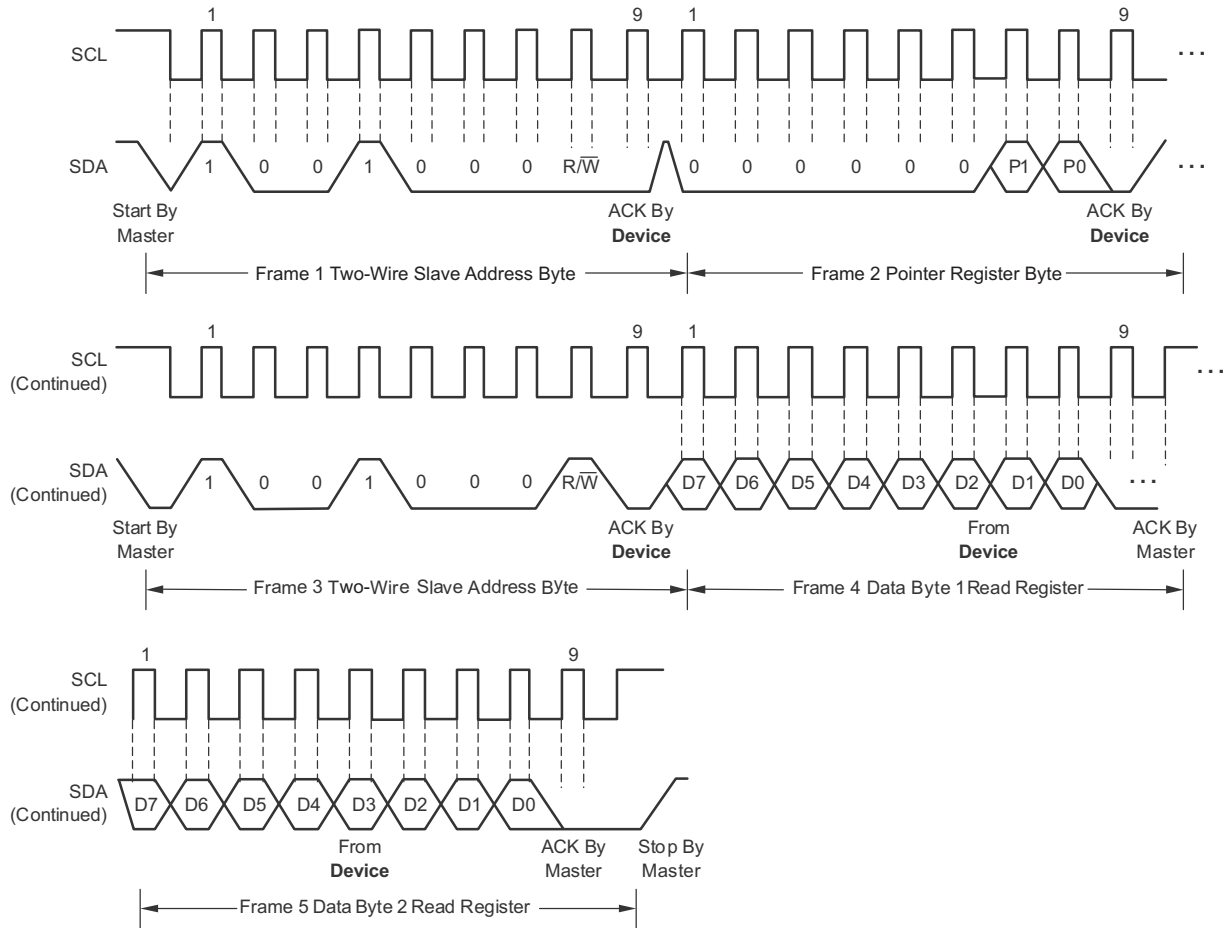 1 9 1 9
SCL ...
SDA 1 0 0 1 0 0 0 R/W 0 0 0 0 0 0 P1 P0 ...
Start By
Master
ACK By
Device
ACK By
Device
Frame 1 Two-Wire Slave Address Byte
Frame 2 Pointer Register Byte
1 9 1 9
SCL
(Continued)
...
SDA
(Continued)
1 0 0 1 0 0 0 R/W D7 D6 D5 D4 D3 D2 D1 D0 ...
Start By
Master
ACK By
Device
From
Device
ACK By
Master
Frame 3 Two-Wire Slave Address Byte
Frame 4 Data Byte 1 Read Register
1 9
SCL
(Continued)
SDA
(Continued)
D7 D6 D5 D4 D3 D2 D1 D0
From
Device
ACK By
Master
Stop By
Master
Frame 5 Data Byte 2 Read Register